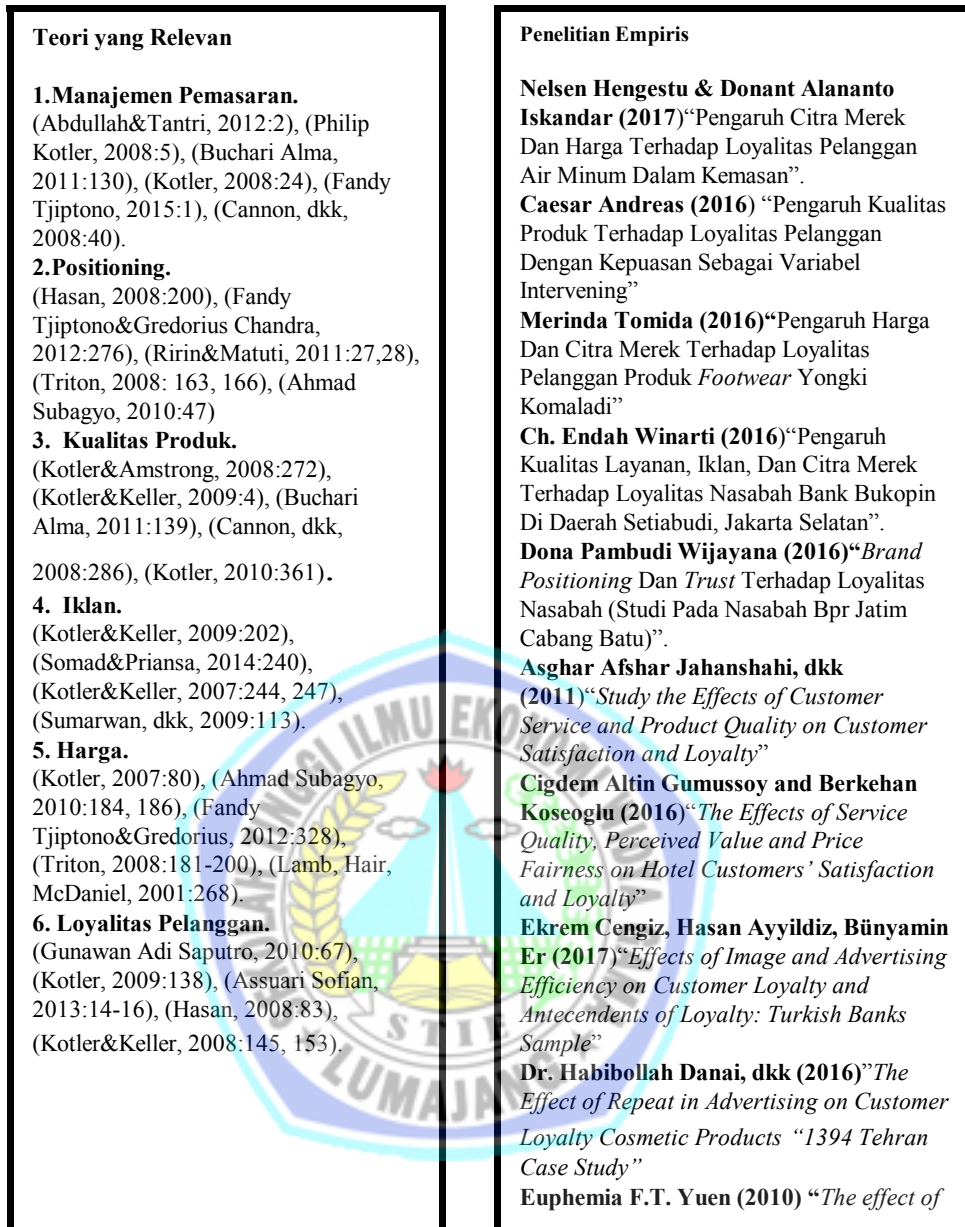 Teori yang Relevan
1.Manajemen Pemasaran.
(Abdullah&Tantri, 2012:2), (Philip
Kotler, 2008:5), (Buchari Alma,
2011:130), (Kotler, 2008:24), (Fandy
Tjiptono, 2015:1), (Cannon, dkk,
2008:40).
2.Positioning.
(Hasan, 2008:200), (Fandy
Tjiptono&Gredorius Chandra,
2012:276), (Ririn&Matuti, 2011:27,28),
(Triton, 2008: 163, 166), (Ahmad
Subagyo, 2010:47)
3. Kualitas Produk.
(Kotler&Amstrong, 2008:272),
(Kotler&Keller, 2009:4), (Buchari
Alma, 2011:139), (Cannon, dkk,
2008:286), (Kotler, 2010:361).
4. Iklan.
(Kotler&Keller, 2009:202),
(Somad&Priansa, 2014:240),
(Kotler&Keller, 2007:244, 247),
(Sumarwan, dkk, 2009:113).
5. Harga.
(Kotler, 2007:80), (Ahmad Subagyo,
2010:184, 186), (Fandy
Tjiptono&Gredorius, 2012:328),
(Triton, 2008:181-200), (Lamb, Hair,
McDaniel, 2001:268).
6. Loyalitas Pelanggan.
(Gunawan Adi Saputro, 2010:67),
(Kotler, 2009:138), (Assuari Sofian,
2013:14-16), (Hasan, 2008:83),
(Kotler&Keller, 2008:145, 153).
Penelitian Empiris
Nelsen Hengestu & Donant Alananto
Iskandar (2017)“Pengaruh Citra Merek
Dan Harga Terhadap Loyalitas Pelanggan
Air Minum Dalam Kemasan”.
Caesar Andreas (2016) “Pengaruh Kualitas
Produk Terhadap Loyalitas Pelanggan
Dengan Kepuasan Sebagai Variabel
Intervening”
Merinda Tomida (2016)“Pengaruh Harga
Dan Citra Merek Terhadap Loyalitas
Pelanggan Produk Footwear Yongki
Komaladi”
Ch. Endah Winarti (2016)“Pengaruh
Kualitas Layanan, Iklan, Dan Citra Merek
Terhadap Loyalitas Nasabah Bank Bukopin
Di Daerah Setiabudi, Jakarta Selatan”.
Dona Pambudi Wijayana (2016)“Brand
Positioning Dan Trust Terhadap Loyalitas
Nasabah (Studi Pada Nasabah Bpr Jatim
Cabang Batu)”.
Asghar Afshar Jahanshahi, dkk
(2011)“Study the Effects of Customer
Service and Product Quality on Customer
Satisfaction and Loyalty”
Cigdem Altin Gumussoy and Berkehan
Koseoglu (2016)“The Effects of Service
Quality, Perceived Value and Price
Fairness on Hotel Customers’ Satisfaction
and Loyalty”
Ekrem Cengiz, Hasan Ayyildiz, Bünyamin
Er (2017)“Effects of Image and Advertising
Efficiency on Customer Loyalty and
Antecendents of Loyalty: Turkish Banks
Sample”
Dr. Habibollah Danai, dkk (2016)”The
Effect of Repeat in Advertising on Customer
Loyalty Cosmetic Products “1394 Tehran
Case Study”
Euphemia F.T. Yuen (2010) “The effect of
STIE
LUMAJANG